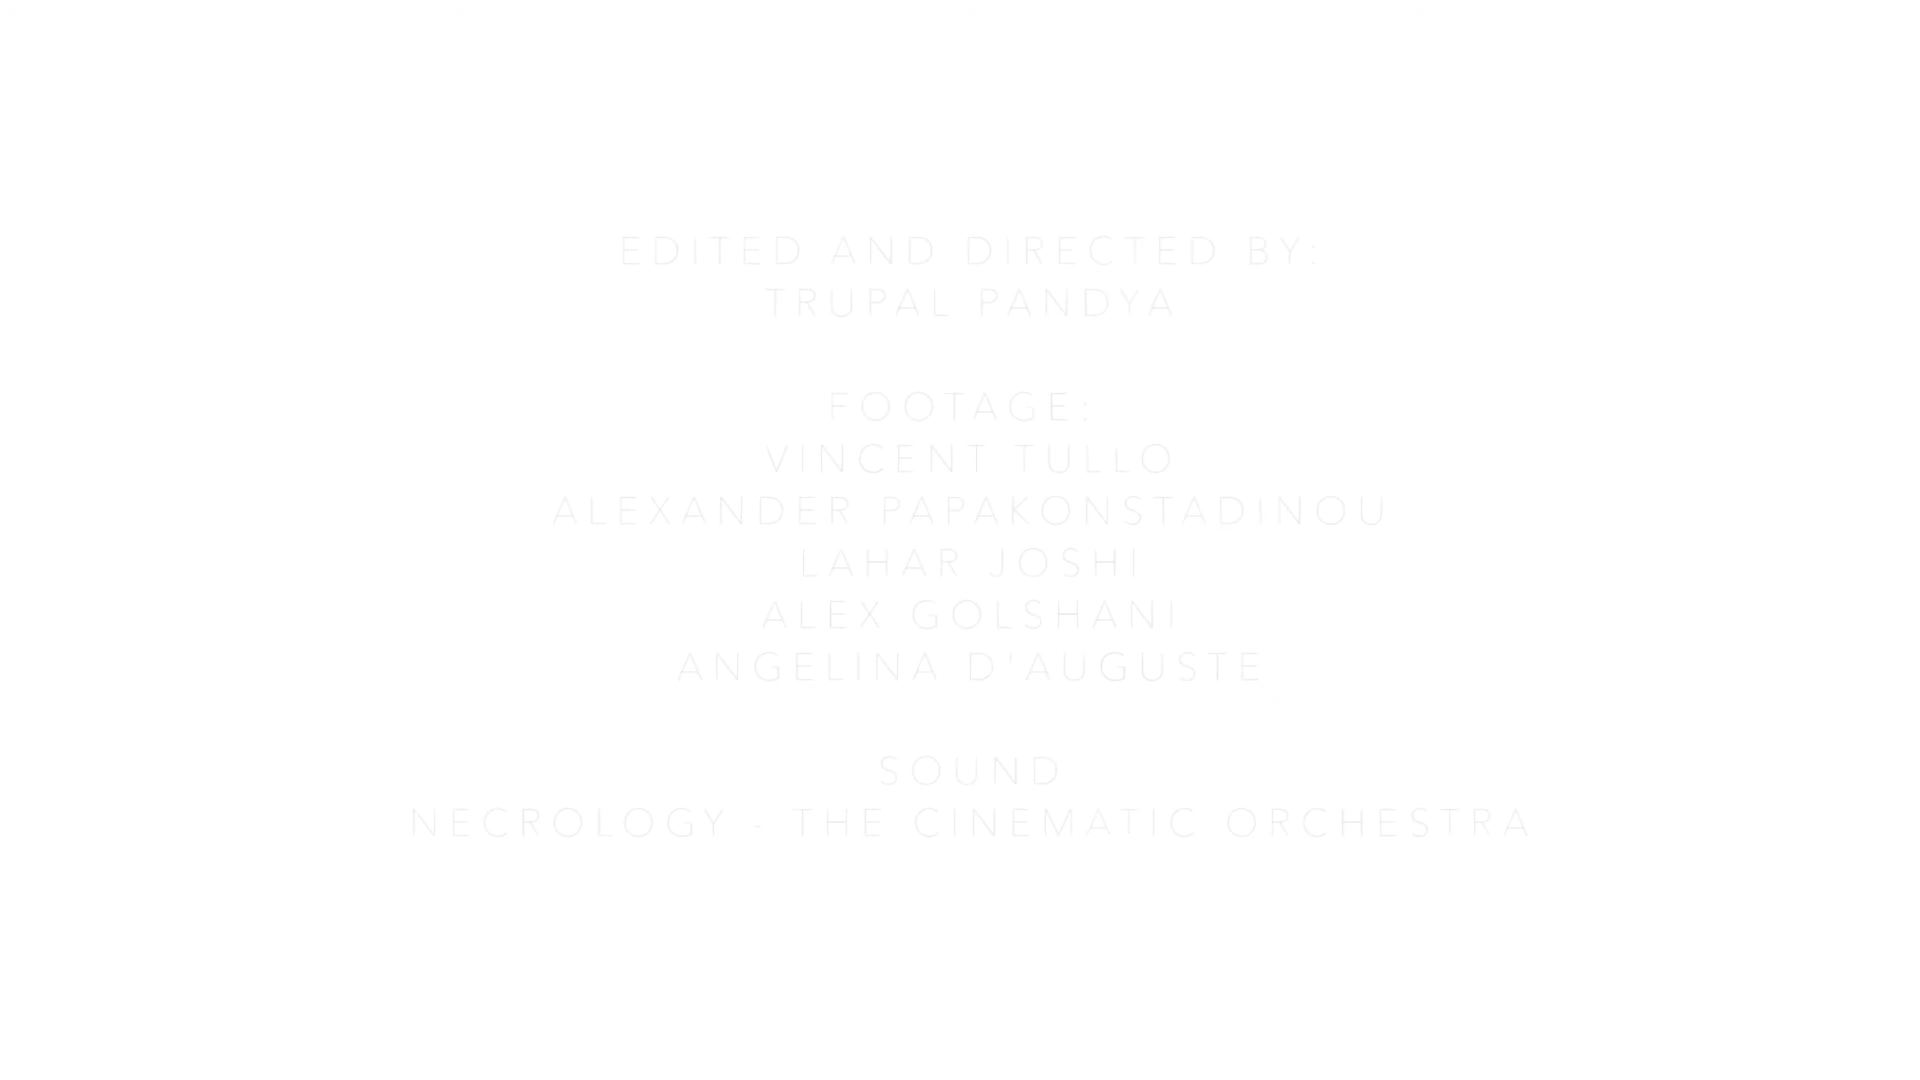 EDITED AND DIRECTED BY:
TRUPAL PANDYA
FOOTAGE:
VINCENT TULLO
ALEXANDER PAPAKONSTADINOU
LAHAR JOSHI
ALEX GOLSHANI
ANGELINA D'AUGUSTE
SOUND
NECROLOGY - THE CINEMATIC ORCHESTRA